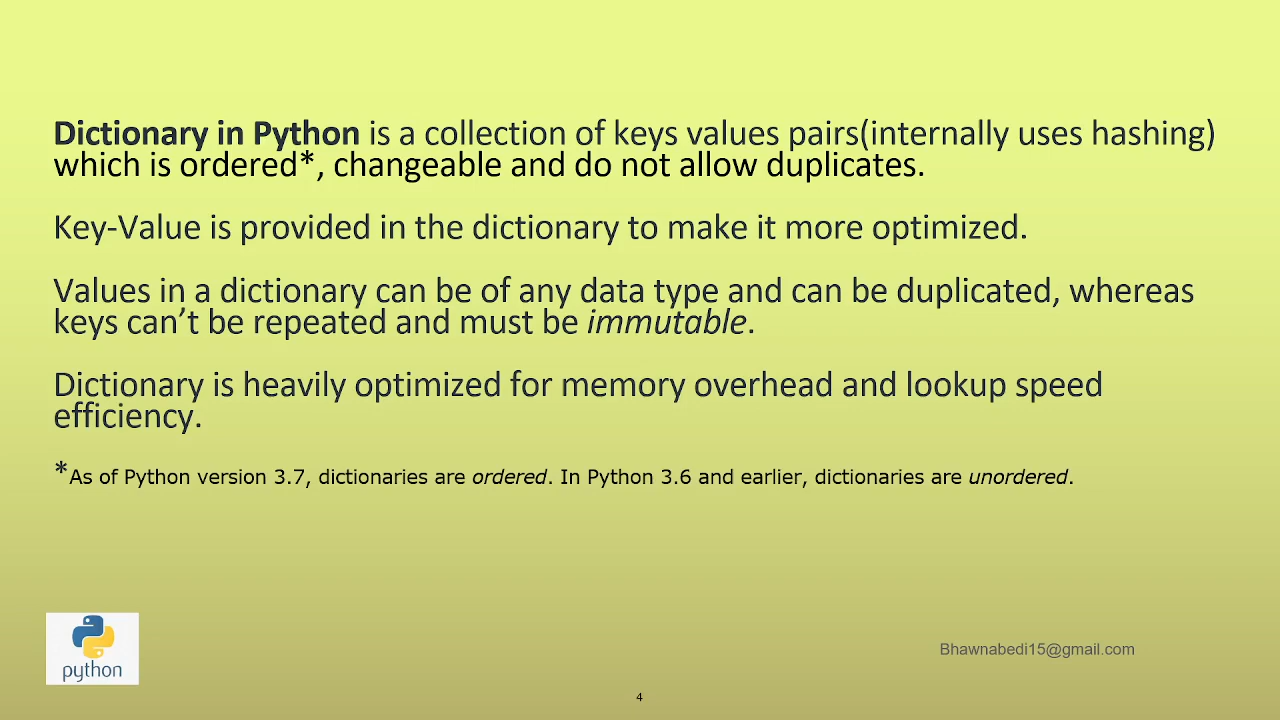 Dictionary in Python is a collection of keys values pairs(internally uses hashing)
which is ordered*, changeable and do not allow duplicates.
Key-Value is provided in the dictionary to make it more optimized.
Values in a dictionary can be of any data type and can be duplicated, whereas
keys can’t be repeated and must be immutable.
Dictionary is heavily optimized for memory overhead and lookup speed
efficiency.
*As of Python version 3.7, dictionaries are ordered. In Python 3.6 and earlier, dictionaries are unordered.
python
Bhawnabedi15@gmail.com
4